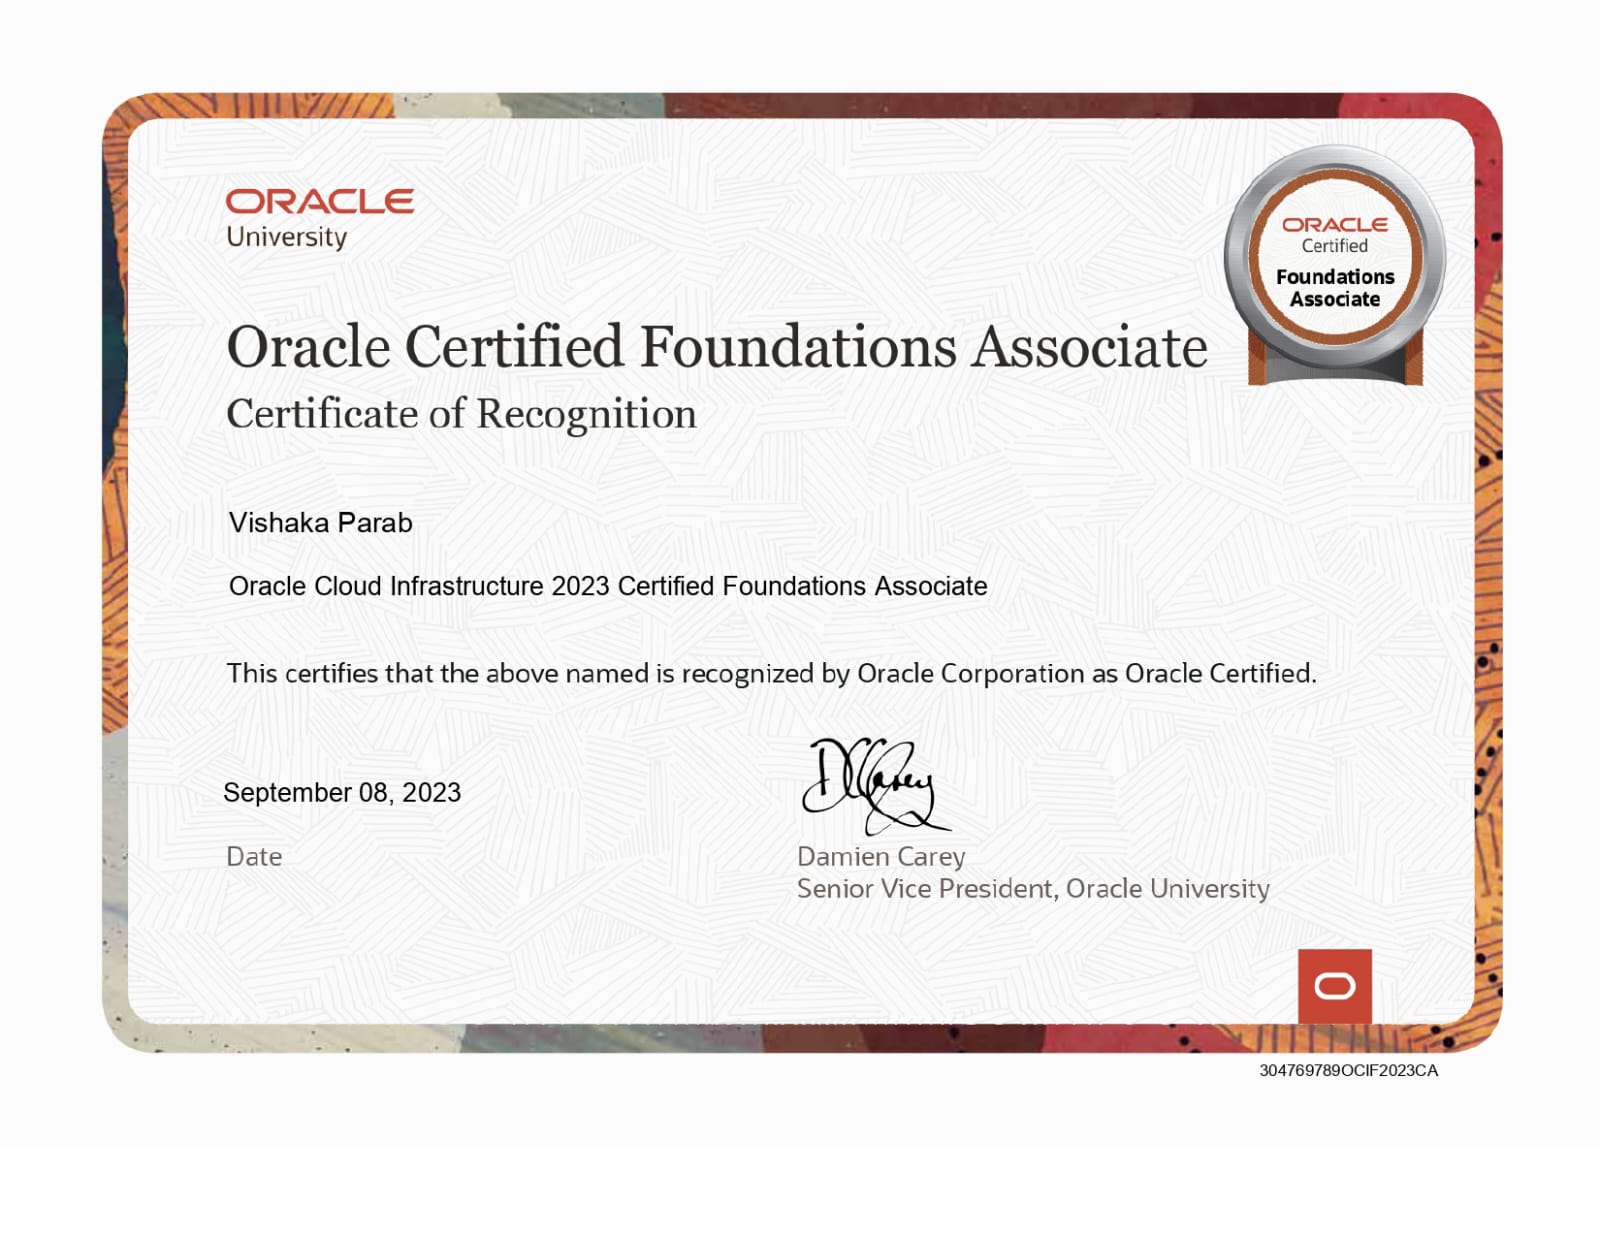 ORACLE
University
ORACLE
Certified
Foundations
Associate
Oracle Certified Foundations Associate
Certificate of Recognition
Vishaka Parab
Oracle Cloud Infrastructure 2023 Certified Foundations Associate
This certifies that the above named is recognized by Oracle Corporation as Oracle Certified.
September 08, 2023
DCarey
Date
Damien Carey
Senior Vice President, Oracle University
304769789OCIF2023CA